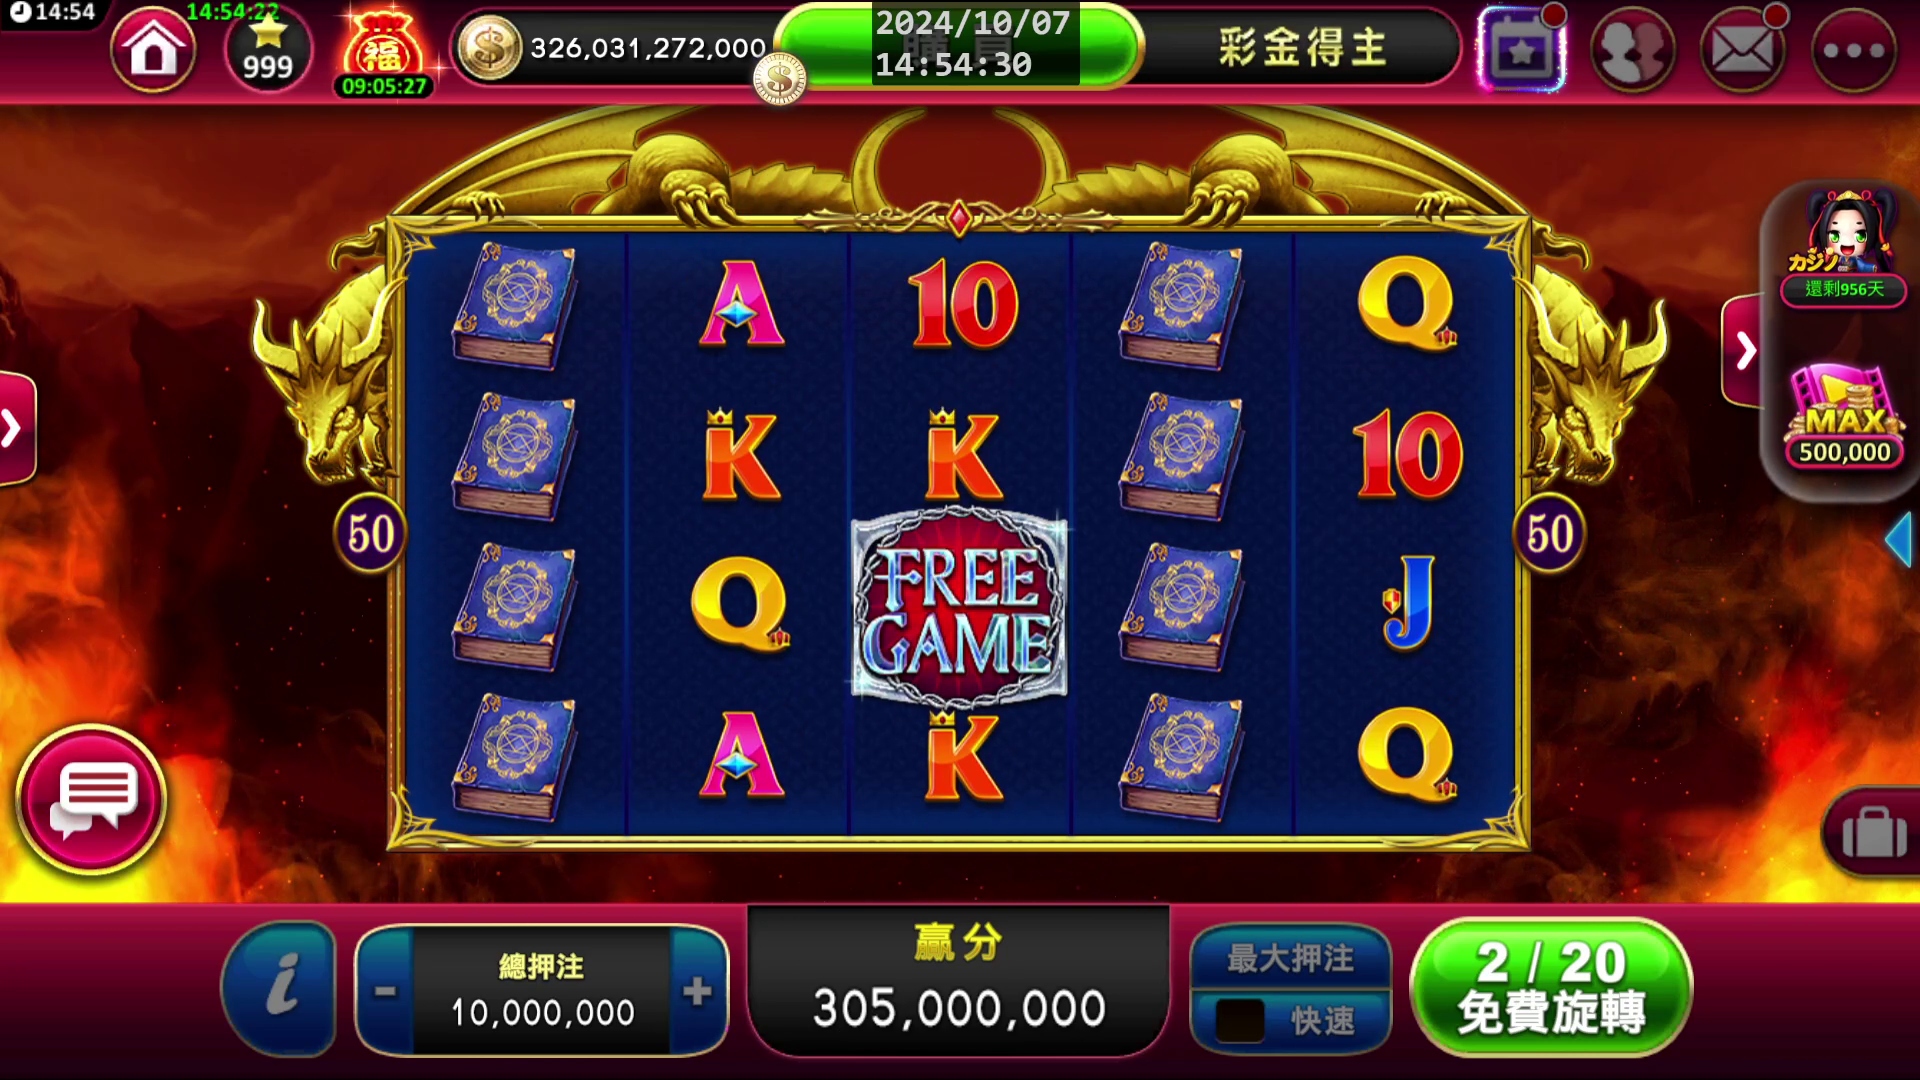 14:54
14:54:22
999
福
09:05:27
326,031,272,000
2024/10/07
14:54:30
彩金得主
カジノ
還剩956天
MAX
500,000
A
10
Q
K
K
10
50
50
Q
FREE
GAME
J
A
K
Q
i
總押注
- 10,000,000 +
贏分
305,000,000
最大押注
快速
2 / 20
免費旋轉